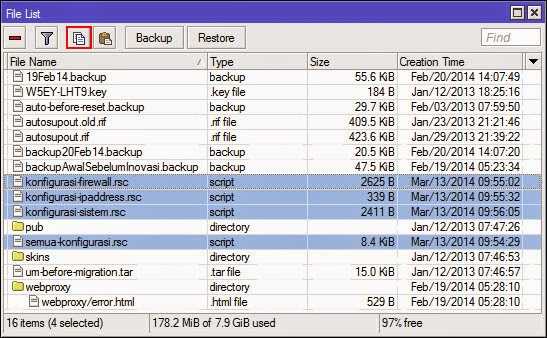 File List
Backup Restore Find
File Name / Type Size Creation Time
19Feb14.backup backup 55.6 KiB Feb/20/2014 14:07:49
W5EY-LHT9.key .key file 184 B Jan/12/2013 18:25:16
auto-before-reset.backup backup 29.7 KiB Feb/03/2013 07:59:50
autosupout.old.rif .rif file 409.5 KiB Jan/23/2013 21:21:46
autosupout.rif .rif file 423.6 KiB Jan/29/2013 21:39:22
backup20Feb14.backup backup 20.5 KiB Feb/20/2014 14:07:20
backupAwalSebelumInovasi.backup backup 47.5 KiB Feb/19/2014 05:23:34
konfigurasi-firewall.rsc script 2625 B Mar/13/2014 09:55:02
konfigurasi-ipaddress.rsc script 339 B Mar/13/2014 09:55:32
konfigurasi-sistem.rsc script 2411 B Mar/13/2014 09:56:05
pub directory Jan/12/2013 07:47:26
semua-konfigurasi.rsc script 8.4 KiB Mar/13/2014 09:54:29
skins directory Jan/12/2013 07:46:53
um-before-migration.tar .tar file 15.0 KiB Jan/12/2013 07:46:57
webproxy directory Feb/19/2014 05:28:10
webproxy/error.html .html file 529 B Feb/19/2014 05:28:10
16 items (4 selected) 178.2 MiB of 7.9 GiB used 97% free